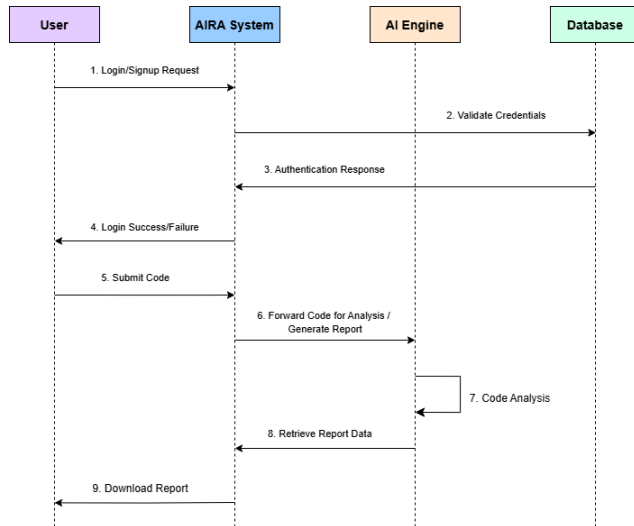 User
AIRA System
AI Engine
Database
1. Login/Signup Request
2. Validate Credentials
3. Authentication Response
4. Login Success/Failure
5. Submit Code
6. Forward Code for Analysis /
Generate Report
7. Code Analysis
8. Retrieve Report Data
9. Download Report